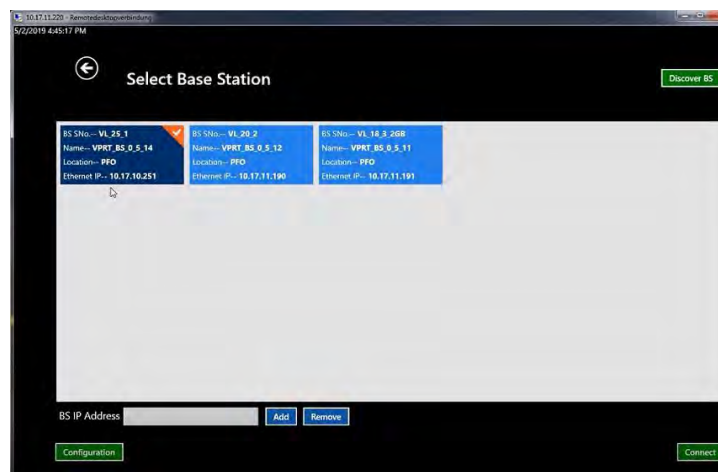 10.17.11.220 - Remotedesktopverbindung
5/2/2019 4:45:17 PM
Select Base Station
Discover BS
BS SNo.-- VL_25_1
Name-- VPRT_BS_0_5_14
Location-- PFO
Ethernet IP-- 10.17.10.251
BS SNo.-- VL_20_2
Name-- VPRT_BS_0_5_12
Location-- PFO
Ethernet IP-- 10.17.11.190
BS SNo.-- VL_18_3_2GB
Name-- VPRT_BS_0_5_11
Location-- PFO
Ethernet IP-- 10.17.11.191
BS IP Address
Add
Remove
Configuration
Connect